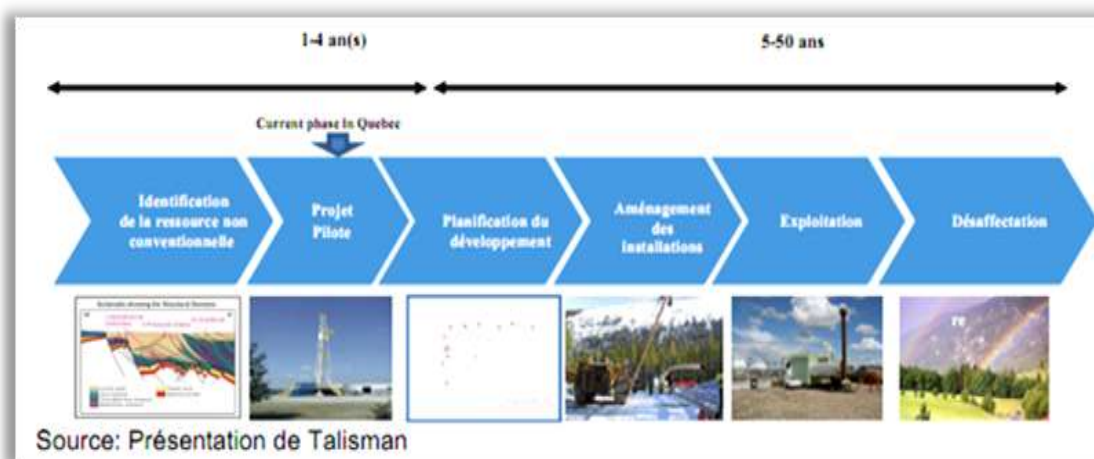 1-4 an(s)
5-50 ans
Current phase In Quebec
Identification
de la ressource non
conventionnelle
Projet
Pilote
Planification du
développement
Aménagement
des
installations
Exploitation
Désaffectation
re
Source: Présentation de Talisman